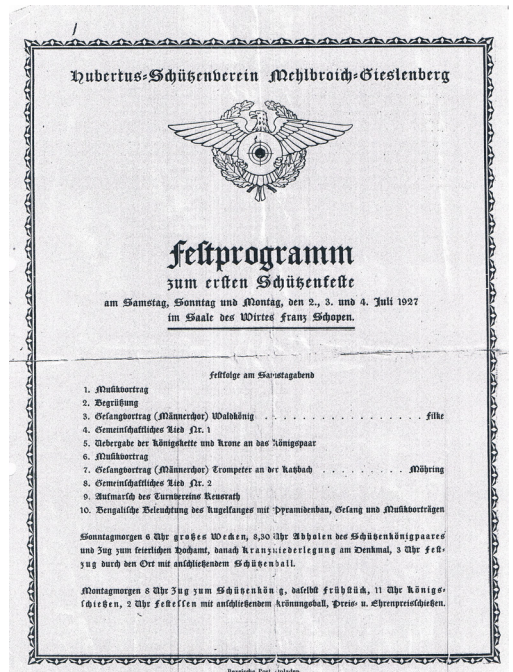 1
Hubertus-Schützenverein Mehlbroich-Gieslenberg
Festprogramm
zum ersten Schützenfeste
am Samstag, Sonntag und Montag, den 2., 3. und 4. Juli 1927
im Saale des Wirtes Franz Schopen.
Festfolge am Samstagabend
1. Musikvortrag
2. Begrüßung
3. Gesangvortrag (Männerchor) Waldkönig . . . . . . . . . . . . . . . . . Filke
4. Gemeinschaftliches Lied Nr. 1
5. Uebergabe der Königskette und Krone an das Königspaar
6. Musikvortrag
7. Gesangvortrag (Männerchor) Trompeter an der Katzbach . . . . . . . . . Möhring
8. Gemeinschaftliches Lied Nr. 2
9. Aufmarsch des Turnvereins Reusrath
10. Bengalische Beleuchtung des Kugelfanges mit Pyramidenbau, Gesang und Musikvorträgen
Sonntagmorgen 6 Uhr großes Wecken, 8,30 Uhr Abholen des Schützenkönigpaares
und Zug zum feierlichen Hochamt, danach Kranzniederlegung am Denkmal, 3 Uhr Fest-
zug durch den Ort mit anschließendem Schützenball.
Montagmorgen 8 Uhr Zug zum Schützenkönig, daselbst Frühstück, 11 Uhr Königs-
schießen, 2 Uhr Festessen mit anschließendem Krönungsball, Preis- u. Ehrenpreisschießen.
Bergische Post